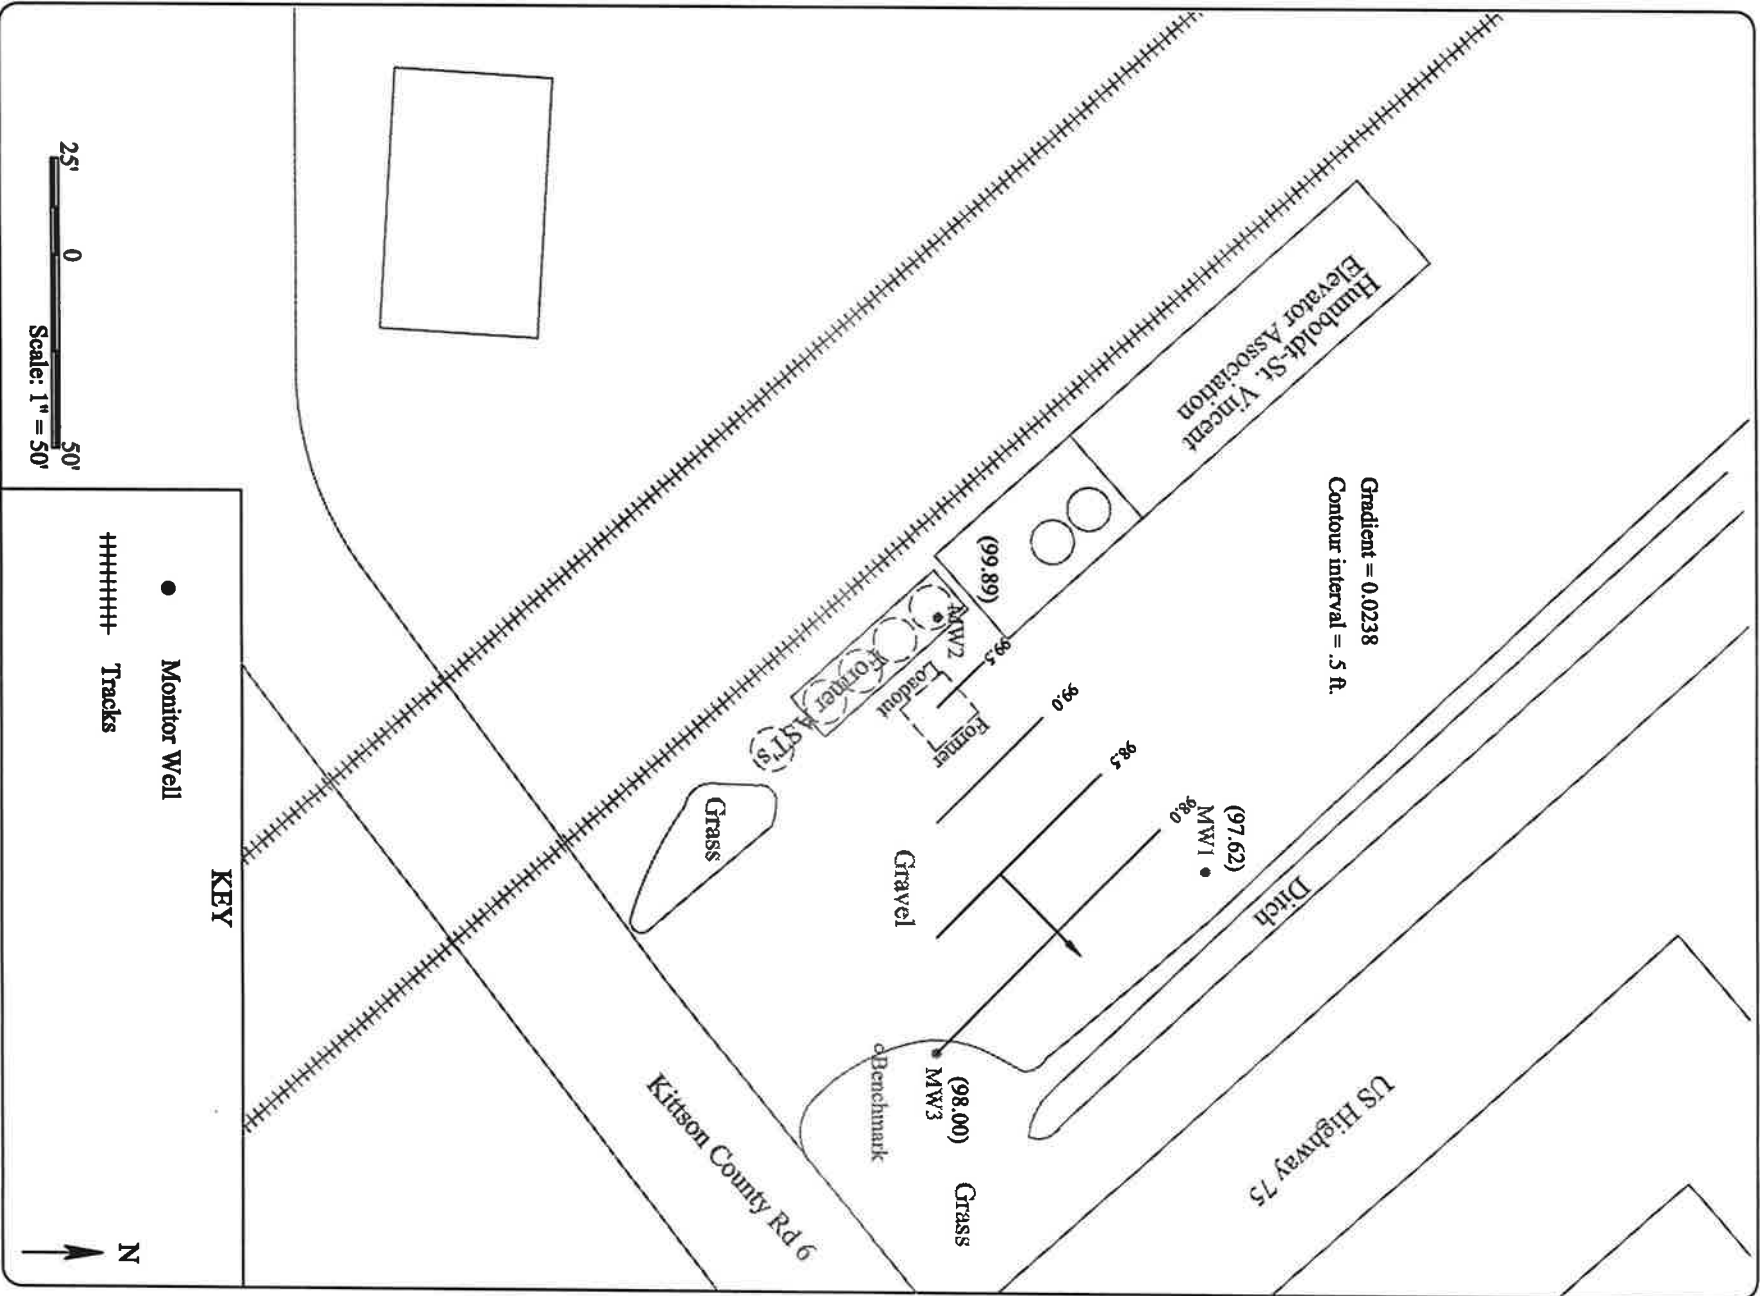 Humboldt-St. Vincent
Elevator Association
Gradient = 0.0238
Contour interval = .5 ft.
(99.89)
MW2
Former AST's
Loadout
Former
99.5
99.0
98.5
98.0
(97.62)
MW1
Ditch
Gravel
Grass
US Highway 75
(98.00)
MW3
Grass
Benchmark
Kittson County Rd 6
25'
0
50'
Scale: 1" = 50'
KEY
Monitor Well
Tracks
N